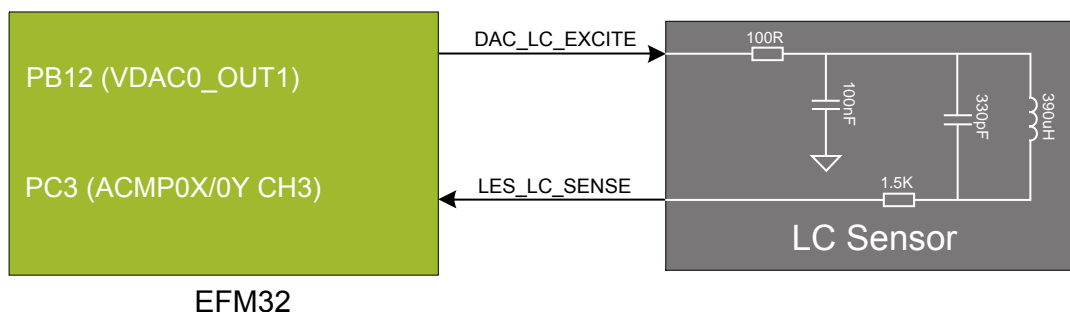 PB12 (VDAC0_OUT1)
PC3 (ACMP0X/0Y CH3)
EFM32
DAC_LC_EXCITE
LES_LC_SENSE
100R
100nF
330pF
390uH
1.5K
LC Sensor